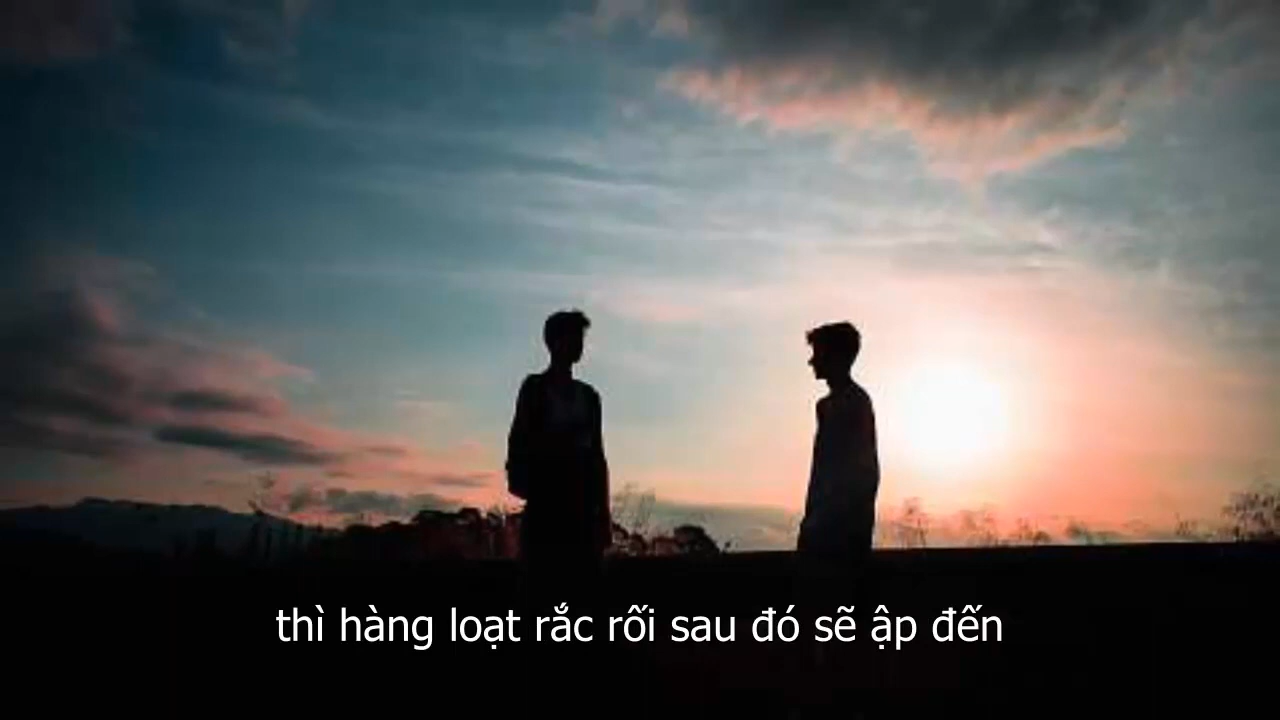 thì hàng loạt rắc rối sau đó sẽ ập đến